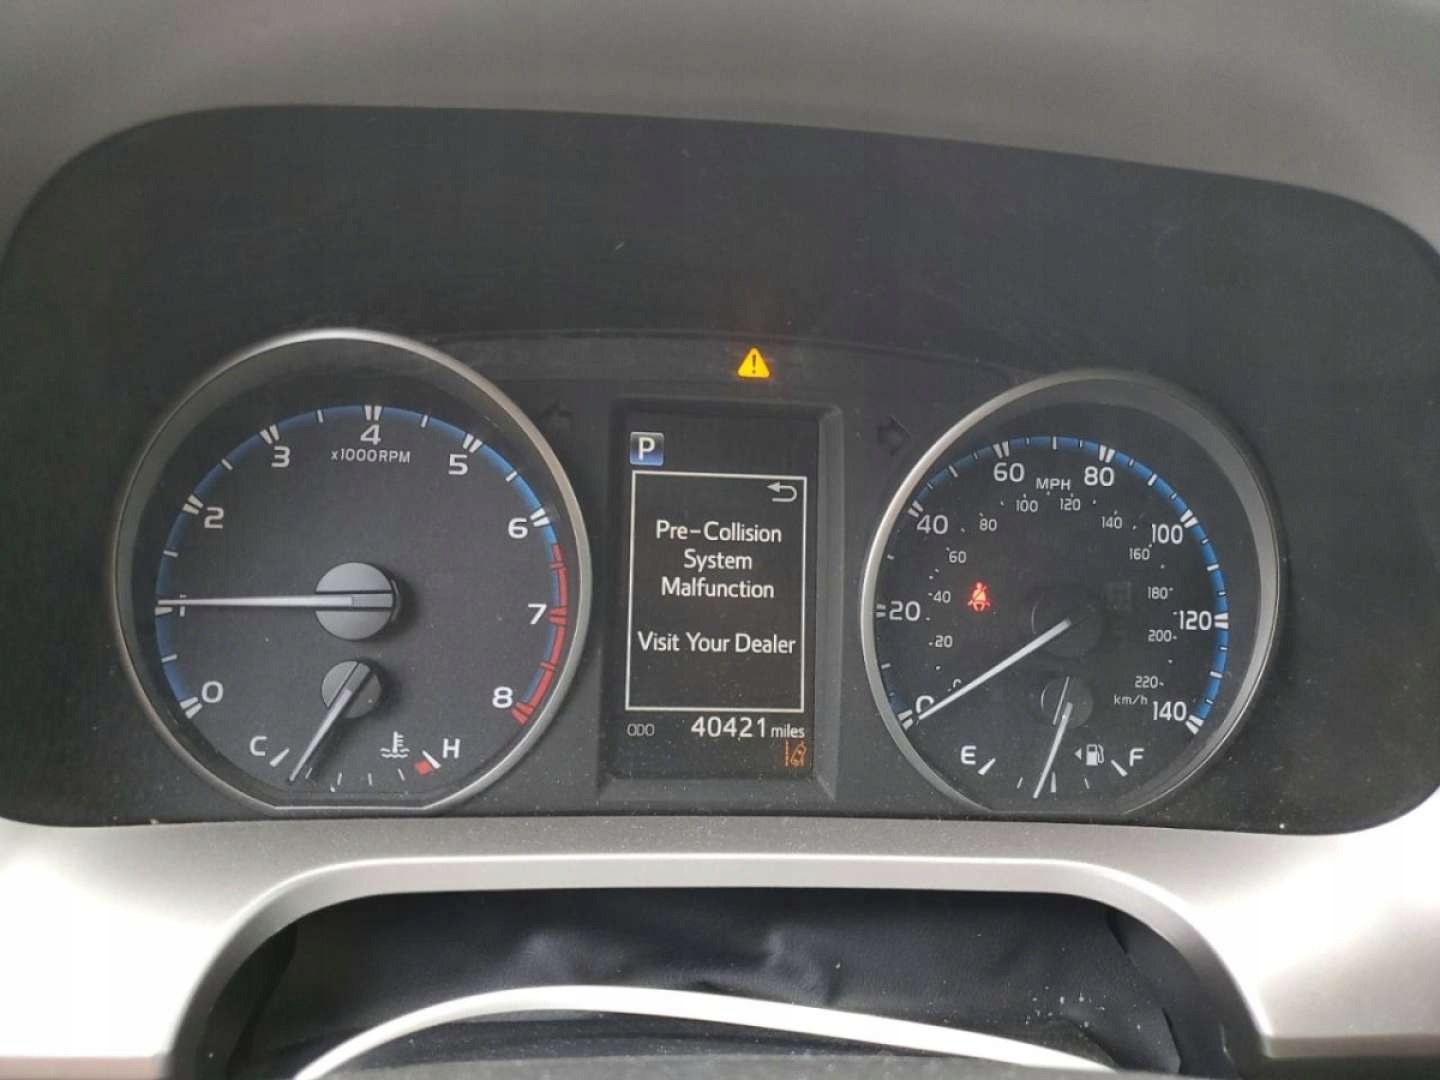 4
3
5
x1000RPM
2
6
1
7
0
8
C
H
P
Pre-Collision
System
Malfunction
Visit Your Dealer
ODO 40421 miles
60 MPH 80
100 120
40 80 140 100
60 160
40 180
20 120
20 200
220
0 km/h 140
E F